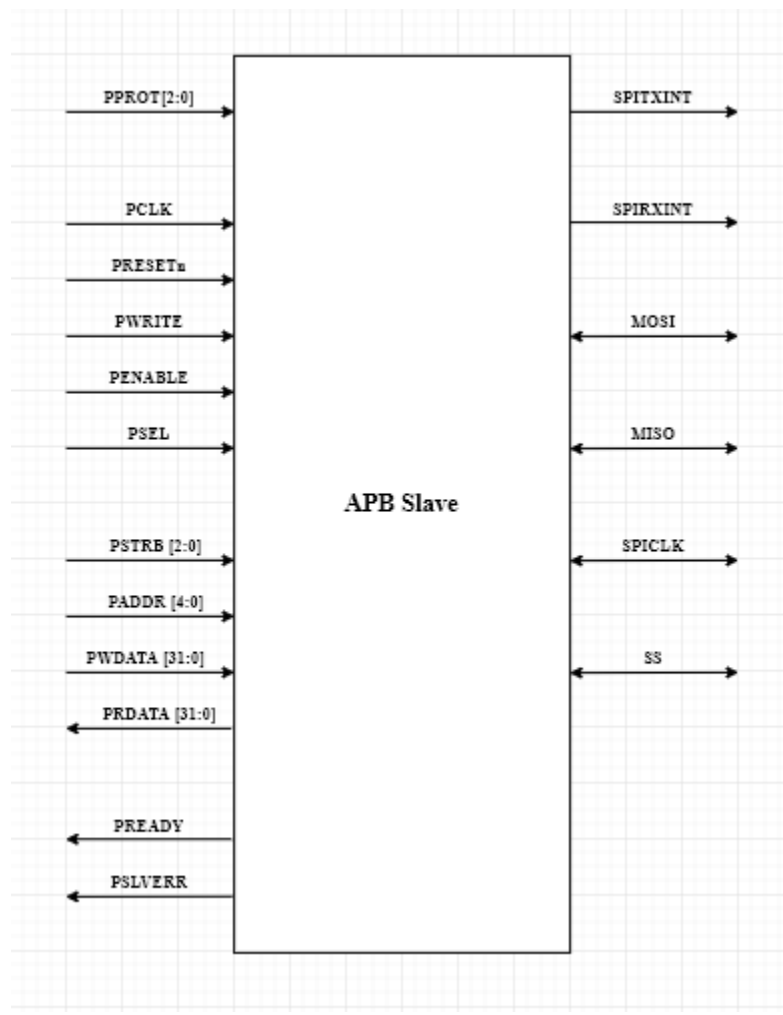 PPROT[2:0]
SPITXINT
PCLK
SPIRXINT
PRESETn
PWRITE
MOSI
PENABLE
PSEL
MISO
APB Slave
PSTRB [2:0]
SPICLK
PADDR [4:0]
PWDATA [31:0]
SS
PRDATA [31:0]
PREADY
PSLVERR